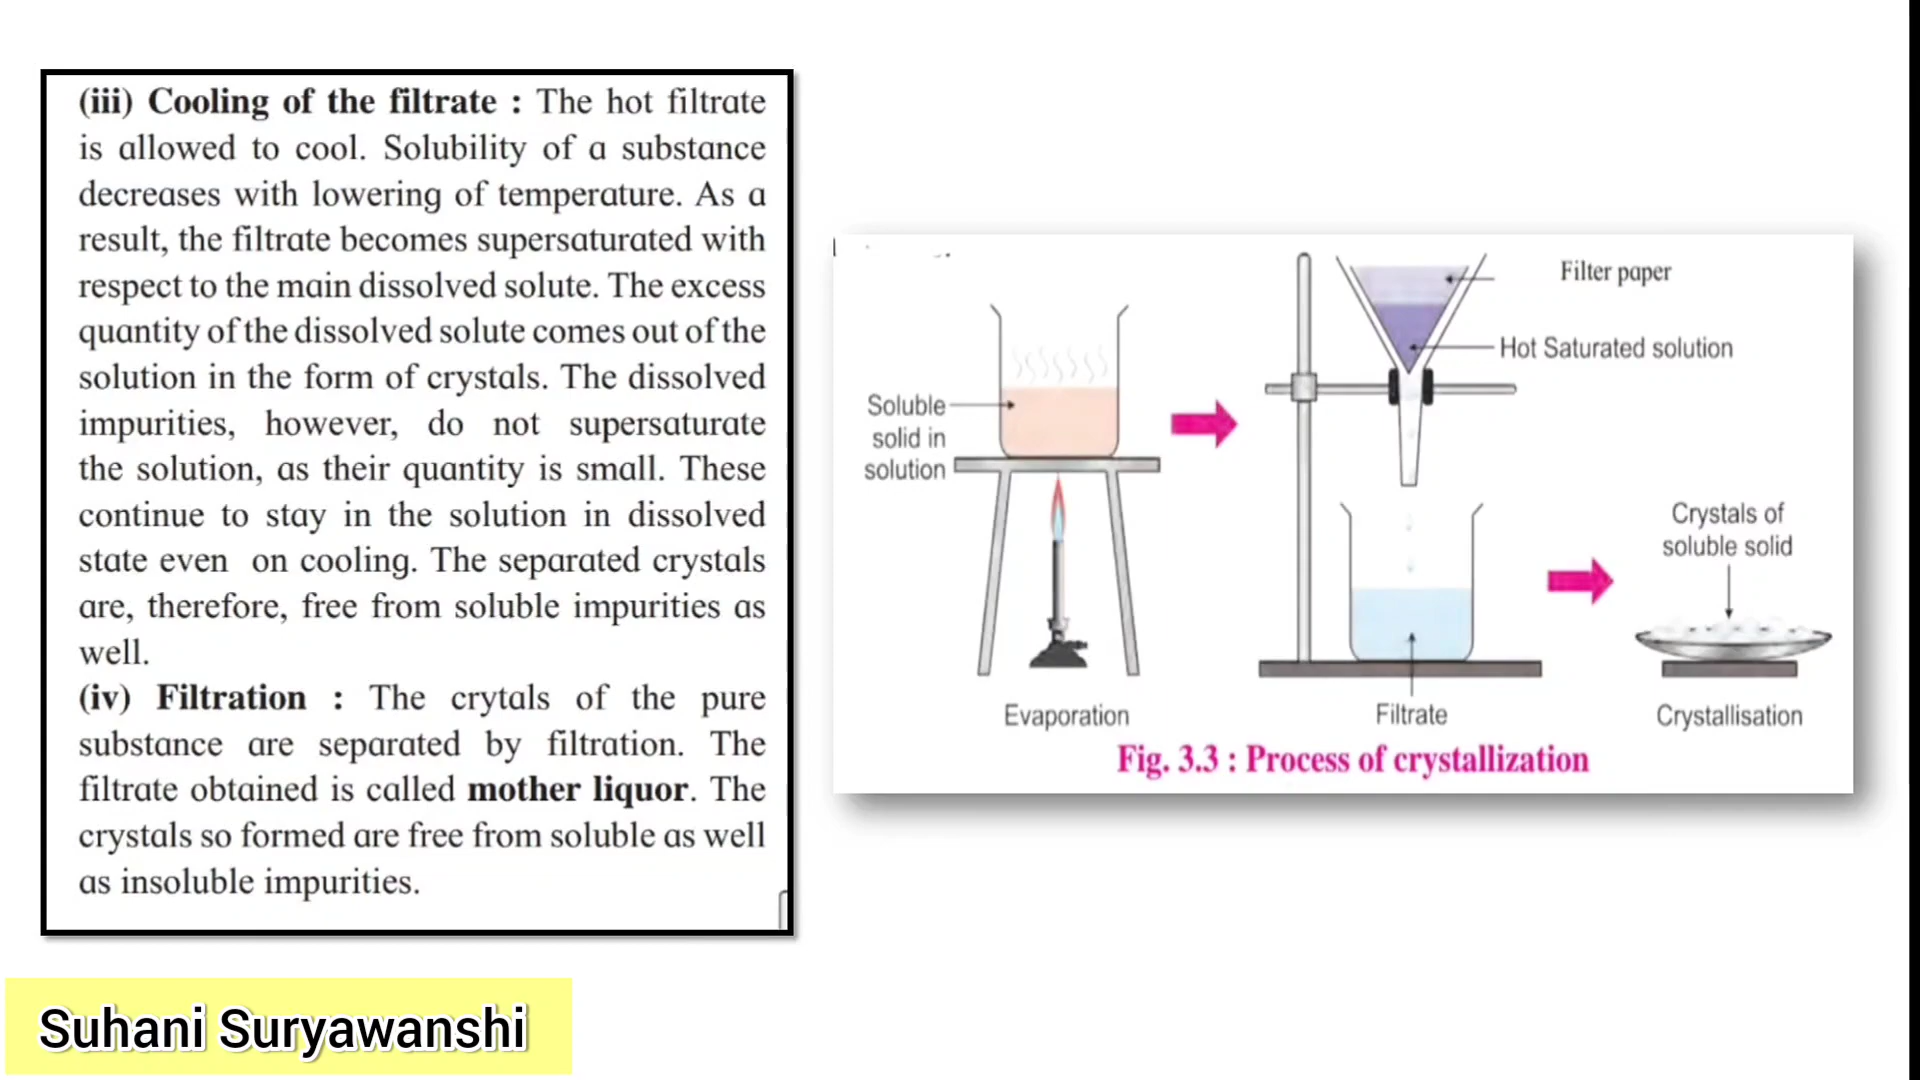 (iii) Cooling of the filtrate : The hot filtrate
is allowed to cool. Solubility of a substance
decreases with lowering of temperature. As a
result, the filtrate becomes supersaturated with
respect to the main dissolved solute. The excess
quantity of the dissolved solute comes out of the
solution in the form of crystals. The dissolved
impurities, however, do not supersaturate
the solution, as their quantity is small. These
continue to stay in the solution in dissolved
state even on cooling. The separated crystals
are, therefore, free from soluble impurities as
well.
(iv) Filtration : The crytals of the pure
substance are separated by filtration. The
filtrate obtained is called mother liquor. The
crystals so formed are free from soluble as well
as insoluble impurities.
Filter paper
Hot Saturated solution
Soluble
solid in
solution
Crystals of
soluble solid
Evaporation
Filtrate
Crystallisation
Fig. 3.3 : Process of crystallization
Suhani Suryawanshi